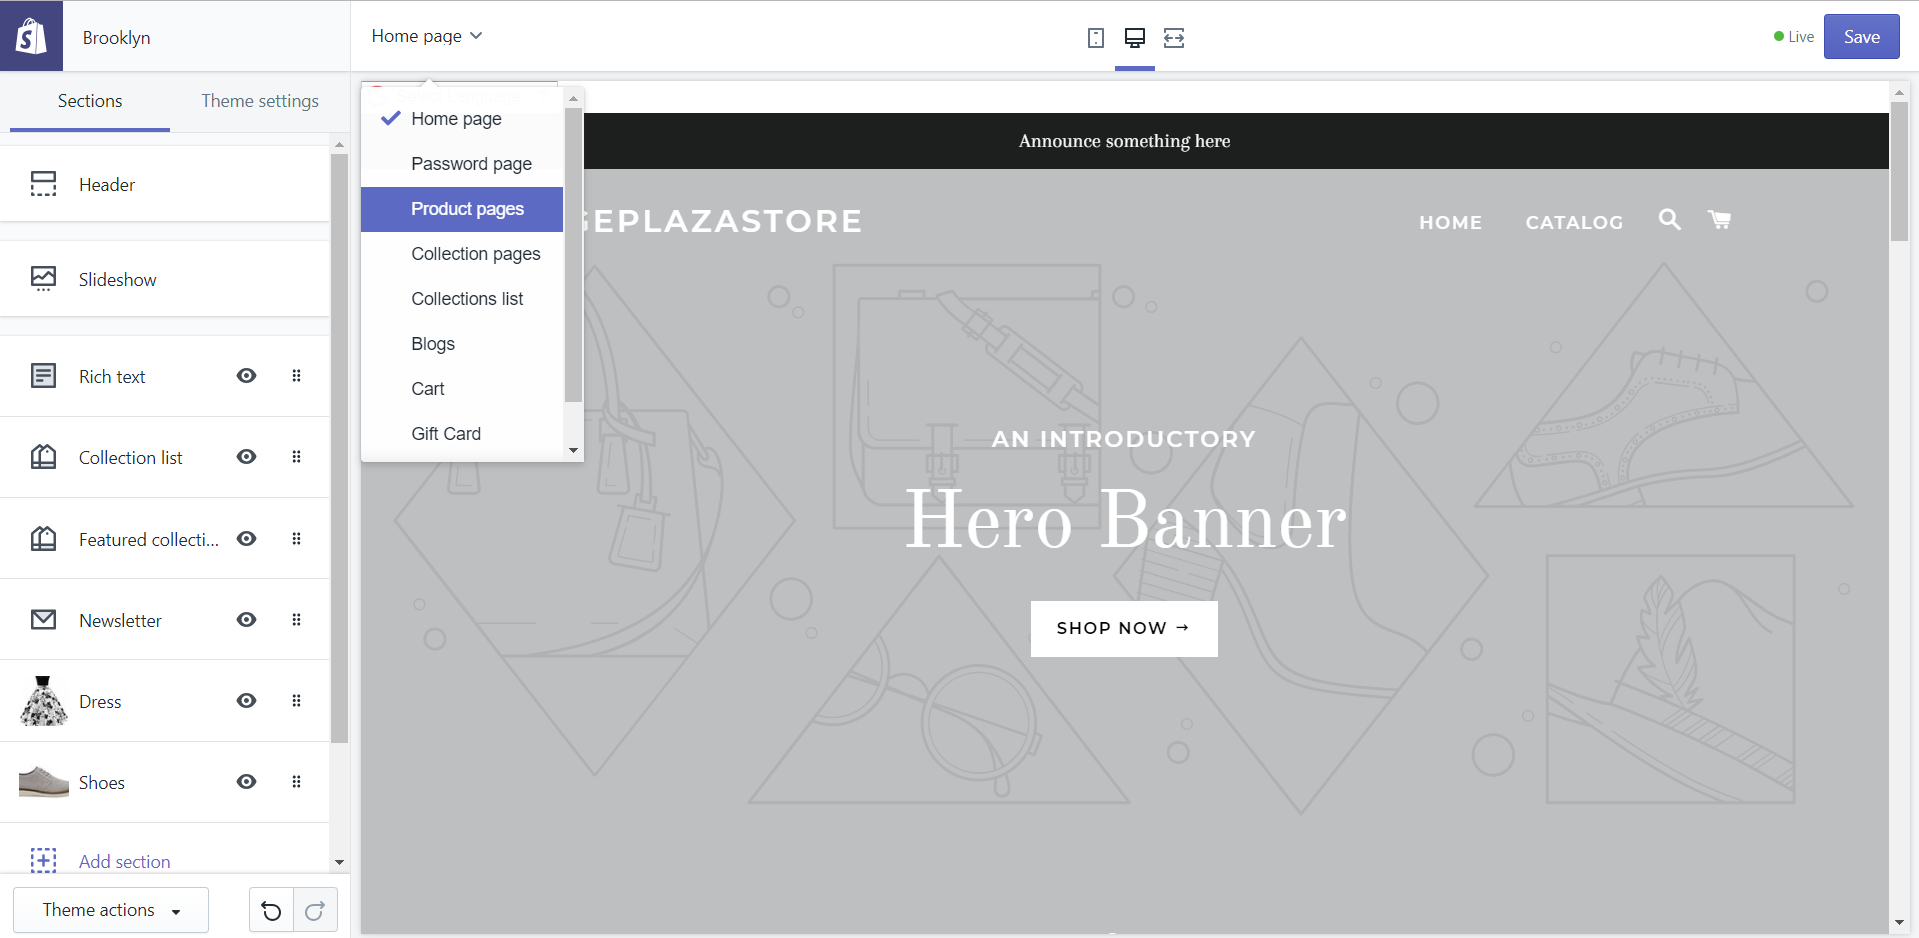 Brooklyn
Home page
Live
Save
Sections
Theme settings
Header
Slideshow
Rich text
Collection list
Featured collecti...
Newsletter
Dress
Shoes
Add section
Theme actions
Home page
Password page
Product pages
Collection pages
Collections list
Blogs
Cart
Gift Card
Announce something here
GEPLAZASTORE
HOME
CATALOG
AN INTRODUCTORY
Hero Banner
SHOP NOW →